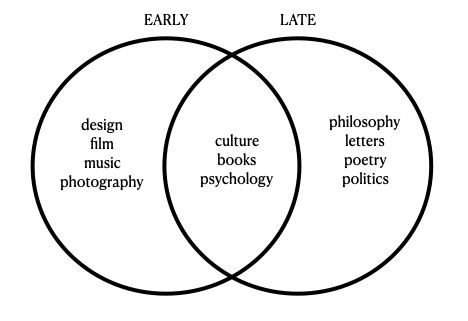 EARLY
LATE
design
film
music
photography
culture
books
psychology
philosophy
letters
poetry
politics